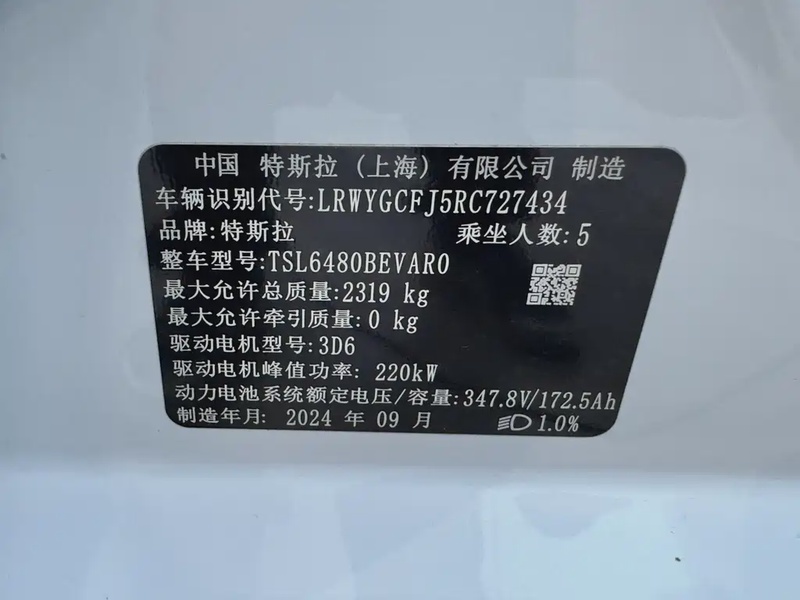 中国 特斯拉 (上海) 有限公司 制造
车辆识别代号:LRWYGCFJ5RC727434
品牌:特斯拉 乘坐人数:5
整车型号:TSL6480BEVAR0
最大允许总质量:2319 kg
最大允许牵引质量:0 kg
驱动电机型号:3D6
驱动电机峰值功率: 220kW
动力电池系统额定电压/容量:347.8V/172.5Ah
制造年月: 2024 年 09 月 1.0%